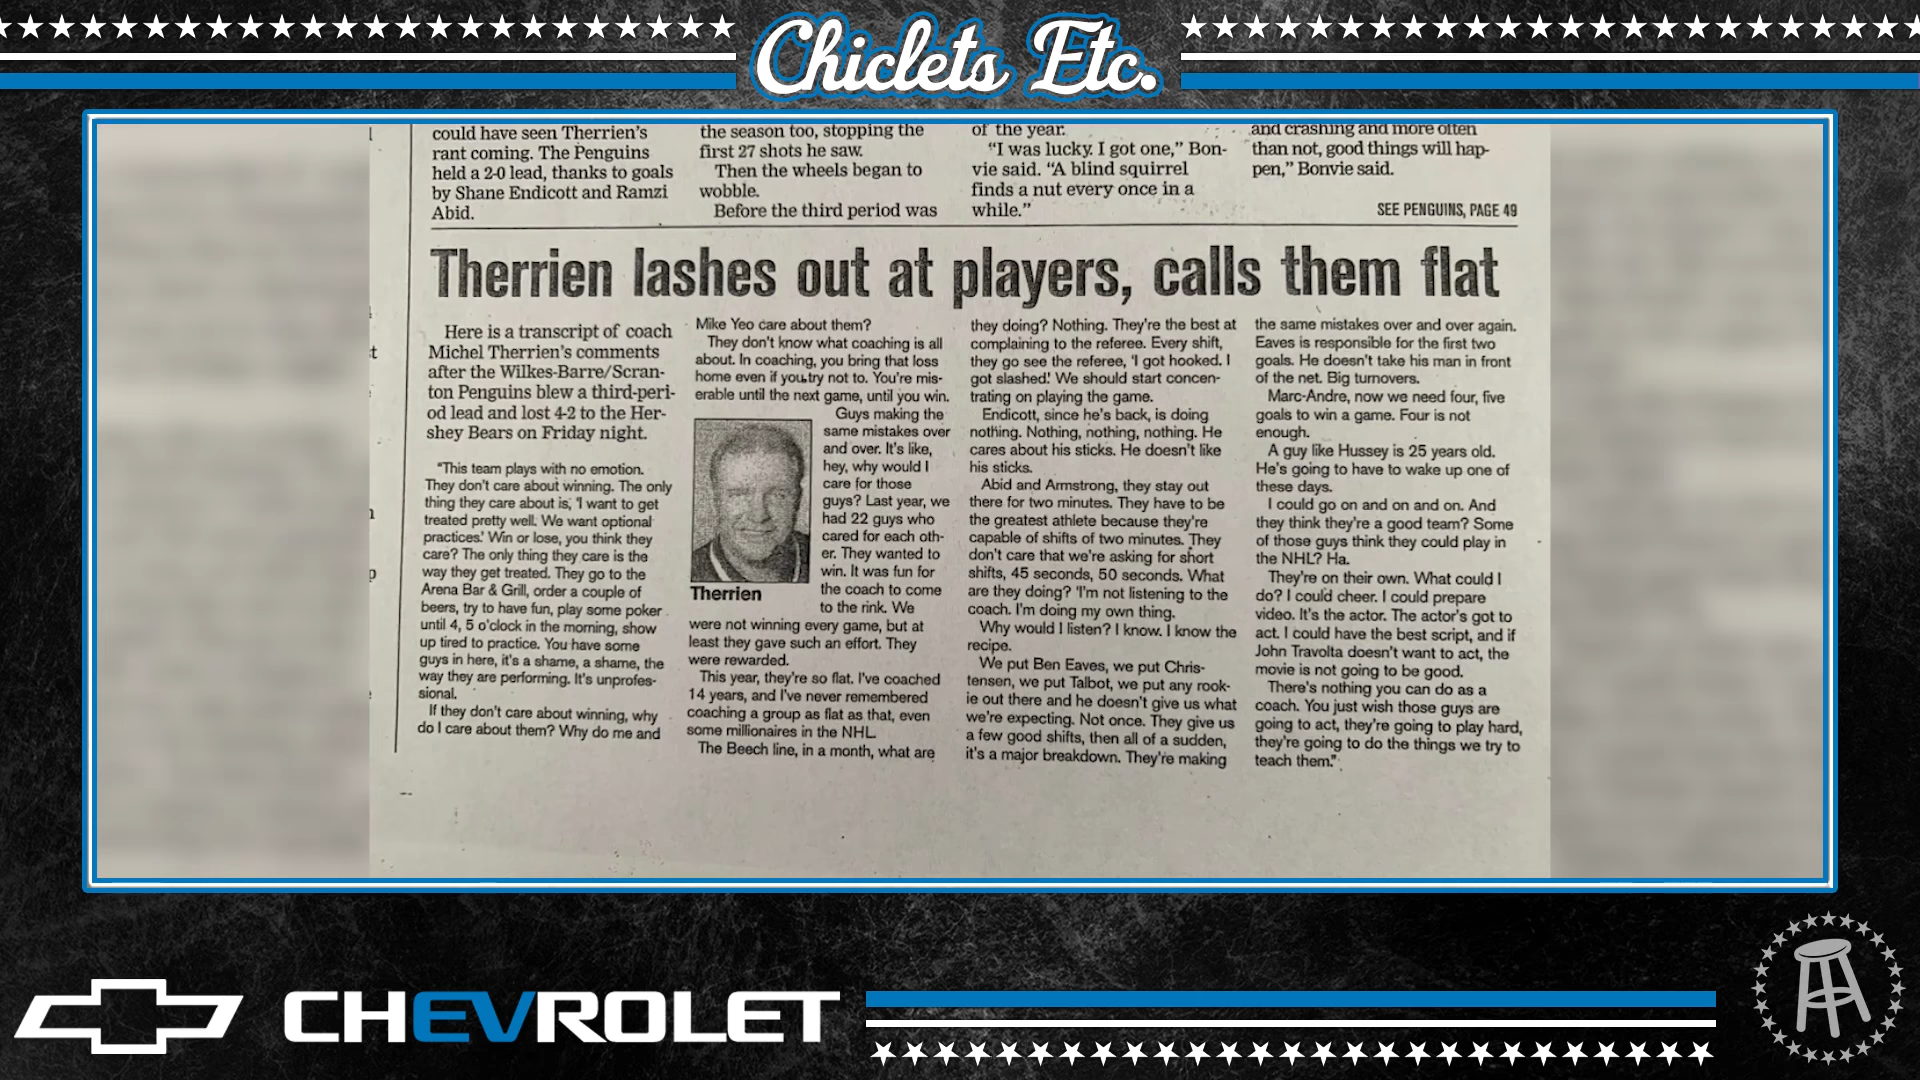 Chiclets Etc.
could have seen Therrien's
rant coming. The Penguins
held a 2-0 lead, thanks to goals
by Shane Endicott and Ramzi
Abid.
the season too, stopping the
first 27 shots he saw.
Then the wheels began to
wobble.
Before the third period was
of the year.
"I was lucky. I got one," Bon-
vie said. "A blind squirrel
finds a nut every once in a
while."
and crashing and more often
than not, good things will hap-
pen," Bonvie said.
SEE PENGUINS, PAGE 49
Therrien lashes out at players, calls them flat
Here is a transcript of coach
Michel Therrien's comments
after the Wilkes-Barre/Scran-
ton Penguins blew a third-peri-
od lead and lost 4-2 to the Her-
shey Bears on Friday night.
"This team plays with no emotion.
They don't care about winning. The only
thing they care about is, 'I want to get
treated pretty well. We want optional
practices.' Win or lose, you think they
care? The only thing they care is the
way they get treated. They go to the
Arena Bar & Grill, order a couple of
beers, try to have fun, play some poker
until 4, 5 o'clock in the morning, show
up tired to practice. You have some
guys in here, it's a shame, a shame, the
way they are performing. It's unprofes-
sional.
If they don't care about winning, why
do I care about them? Why do me and
Mike Yeo care about them?
They don't know what coaching is all
about. In coaching, you bring that loss
home even if you try not to. You're mis-
erable until the next game, until you win.
Guys making the
same mistakes over
and over. It's like,
hey, why would I
care for those
guys? Last year, we
had 22 guys who
cared for each oth-
er. They wanted to
win. It was fun for
the coach to come
to the rink. We
Therrien
were not winning every game, but at
least they gave such an effort. They
were rewarded.
This year, they're so flat. I've coached
14 years, and I've never remembered
coaching a group as flat as that, even
some millionaires in the NHL.
The Beech line, in a month, what are
they doing? Nothing. They're the best at
complaining to the referee. Every shift,
they go see the referee, 'I got hooked. I
got slashed.' We should start concen-
trating on playing the game.
Endicott, since he's back, is doing
nothing. Nothing, nothing, nothing. He
cares about his sticks. He doesn't like
his sticks.
Abid and Armstrong, they stay out
there for two minutes. They have to be
the greatest athlete because they're
capable of shifts of two minutes. They
don't care that we're asking for short
shifts, 45 seconds, 50 seconds. What
are they doing? 'I'm not listening to the
coach. I'm doing my own thing.
Why would I listen? I know. I know the
recipe.
We put Ben Eaves, we put Chris-
tensen, we put Talbot, we put any rook-
ie out there and he doesn't give us what
we're expecting. Not once. They give us
a few good shifts, then all of a sudden,
it's a major breakdown. They're making
the same mistakes over and over again.
Eaves is responsible for the first two
goals. He doesn't take his man in front
of the net. Big turnovers.
Marc-Andre, now we need four, five
goals to win a game. Four is not
enough.
A guy like Hussey is 25 years old.
He's going to have to wake up one of
these days.
I could go on and on and on. And
they think they're a good team? Some
of those guys think they could play in
the NHL? Ha.
They're on their own. What could I
do? I could cheer. I could prepare
video. It's the actor. The actor's got to
act. I could have the best script, and if
John Travolta doesn't want to act, the
movie is not going to be good.
There's nothing you can do as a
coach. You just wish those guys are
going to act, they're going to play hard,
they're going to do the things we try to
teach them."
CHEVROLET